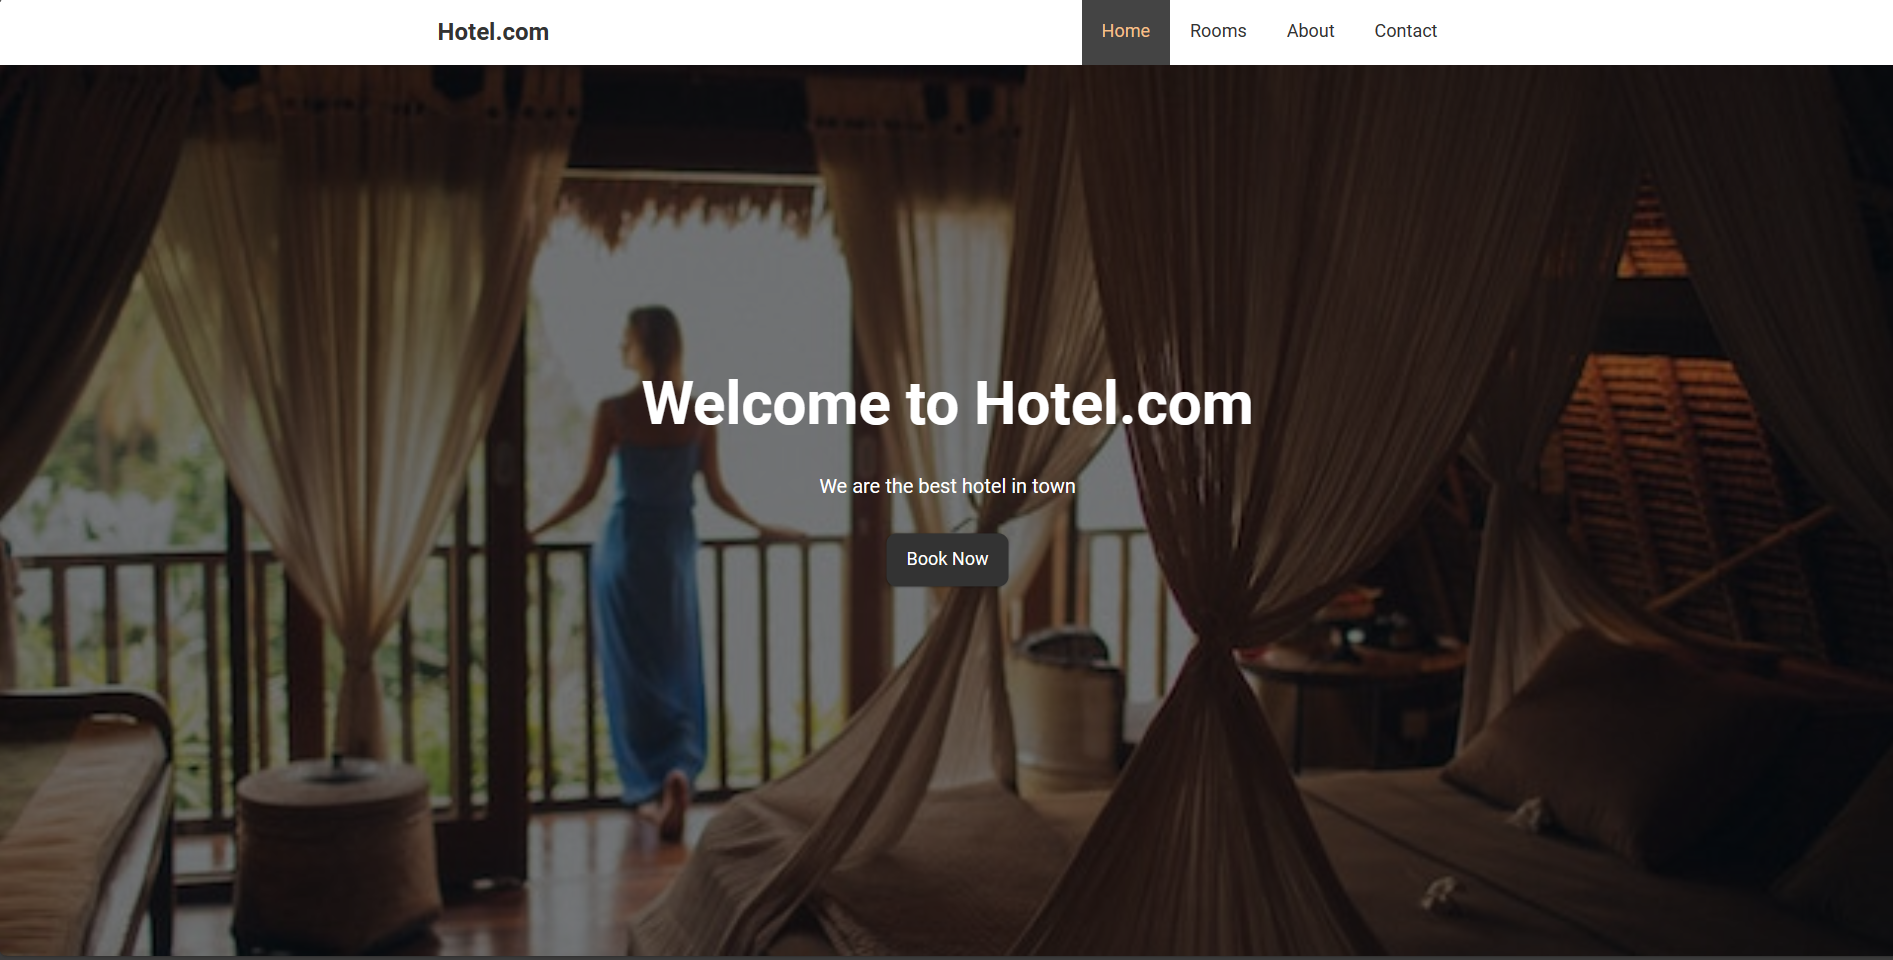 Hotel.com
Home Rooms About Contact
Welcome to Hotel.com
We are the best hotel in town
Book Now